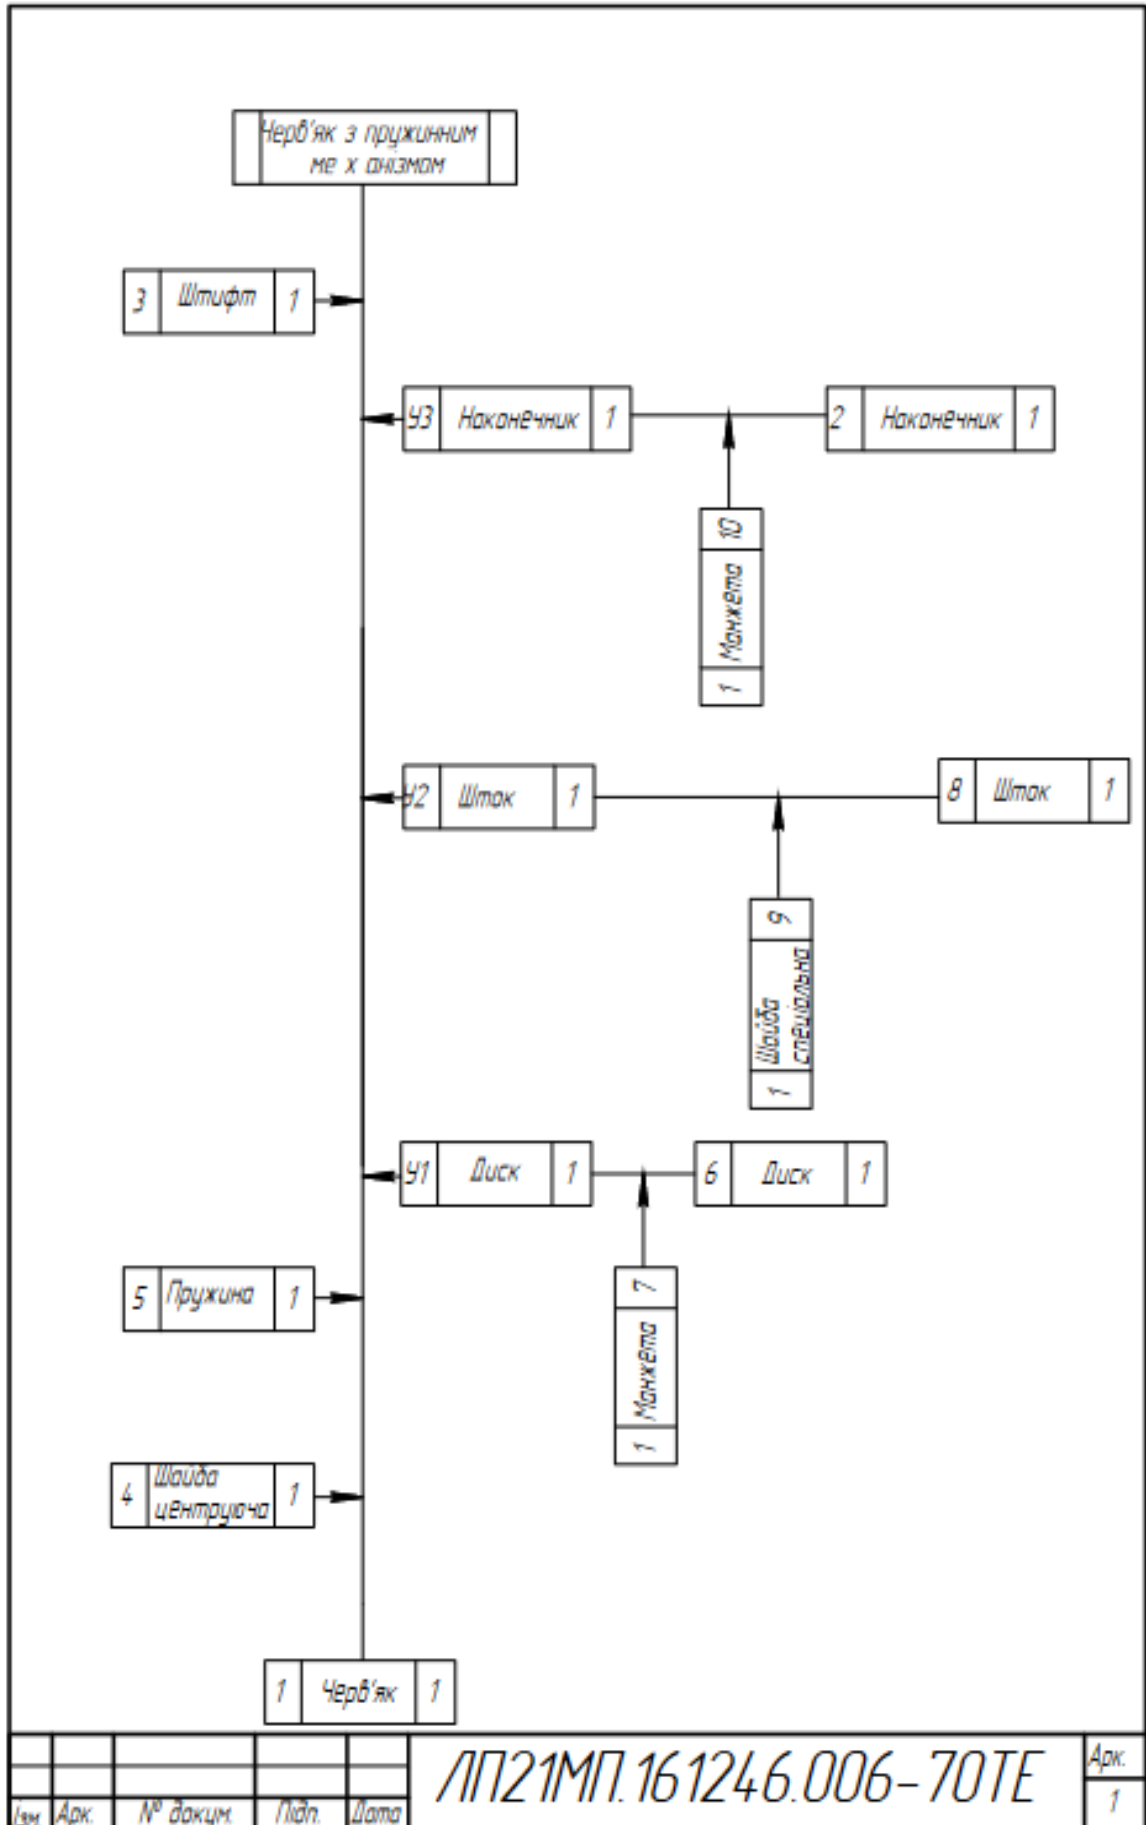 Черв'як з пружинним
ме х анізмом
3 Штифт 1
У3 Наконечник 1
2 Наконечник 1
1 Манжета 10
У2 Шток 1
8 Шток 1
1 Шайба
спеціальна 9
У1 Диск 1
6 Диск 1
5 Пружина 1
1 Манжета 7
4 Шайба
центруюча 1
1 Черв'як 1
ЛП21МП.161246.006-70ТЕ
Арк.
1
Ізм. Арк. № докум. Підп. Дата